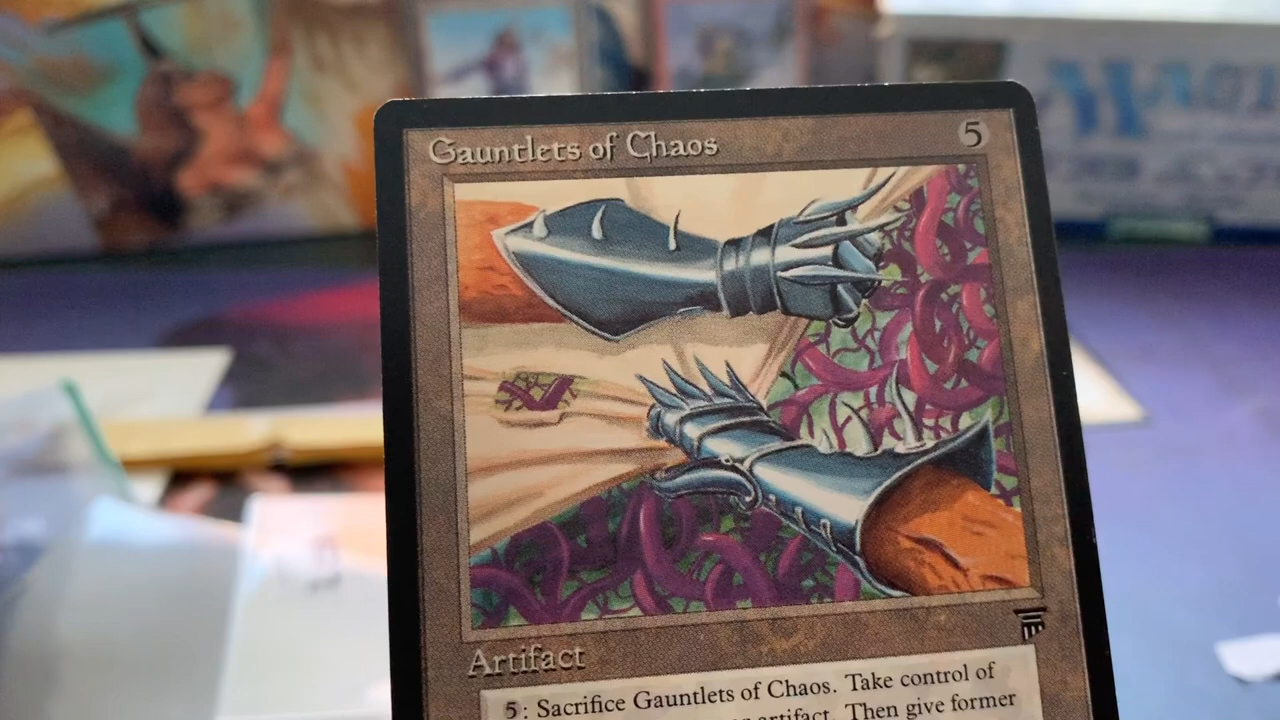 Gauntlets of Chaos 5
Artifact
5: Sacrifice Gauntlets of Chaos. Take control of
artifact. Then give former